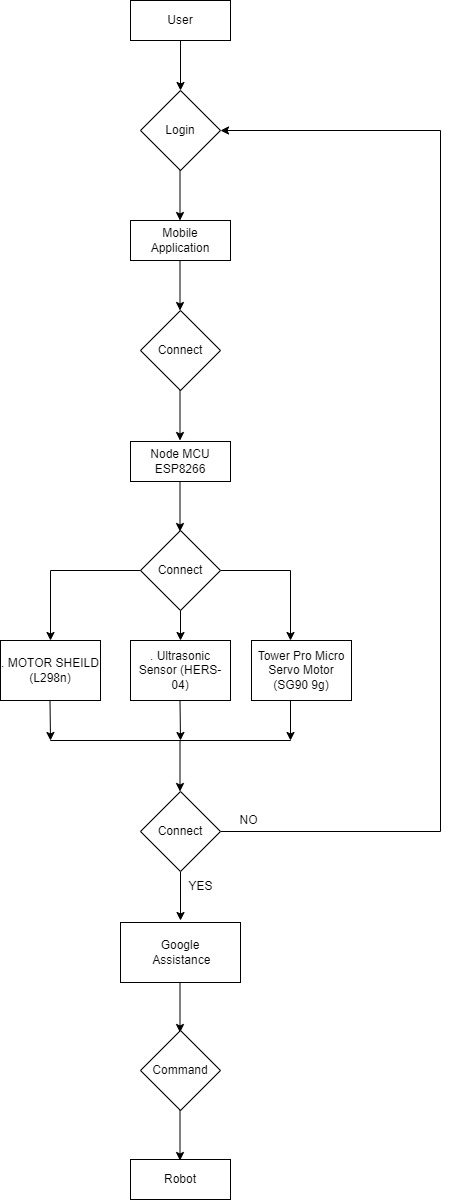 User
Login
Mobile
Application
Connect
Node MCU
ESP8266
Connect
. MOTOR SHEILD
(L298n)
. Ultrasonic
Sensor (HERS-
04)
Tower Pro Micro
Servo Motor
(SG90 9g)
Connect
NO
YES
Google
Assistance
Command
Robot